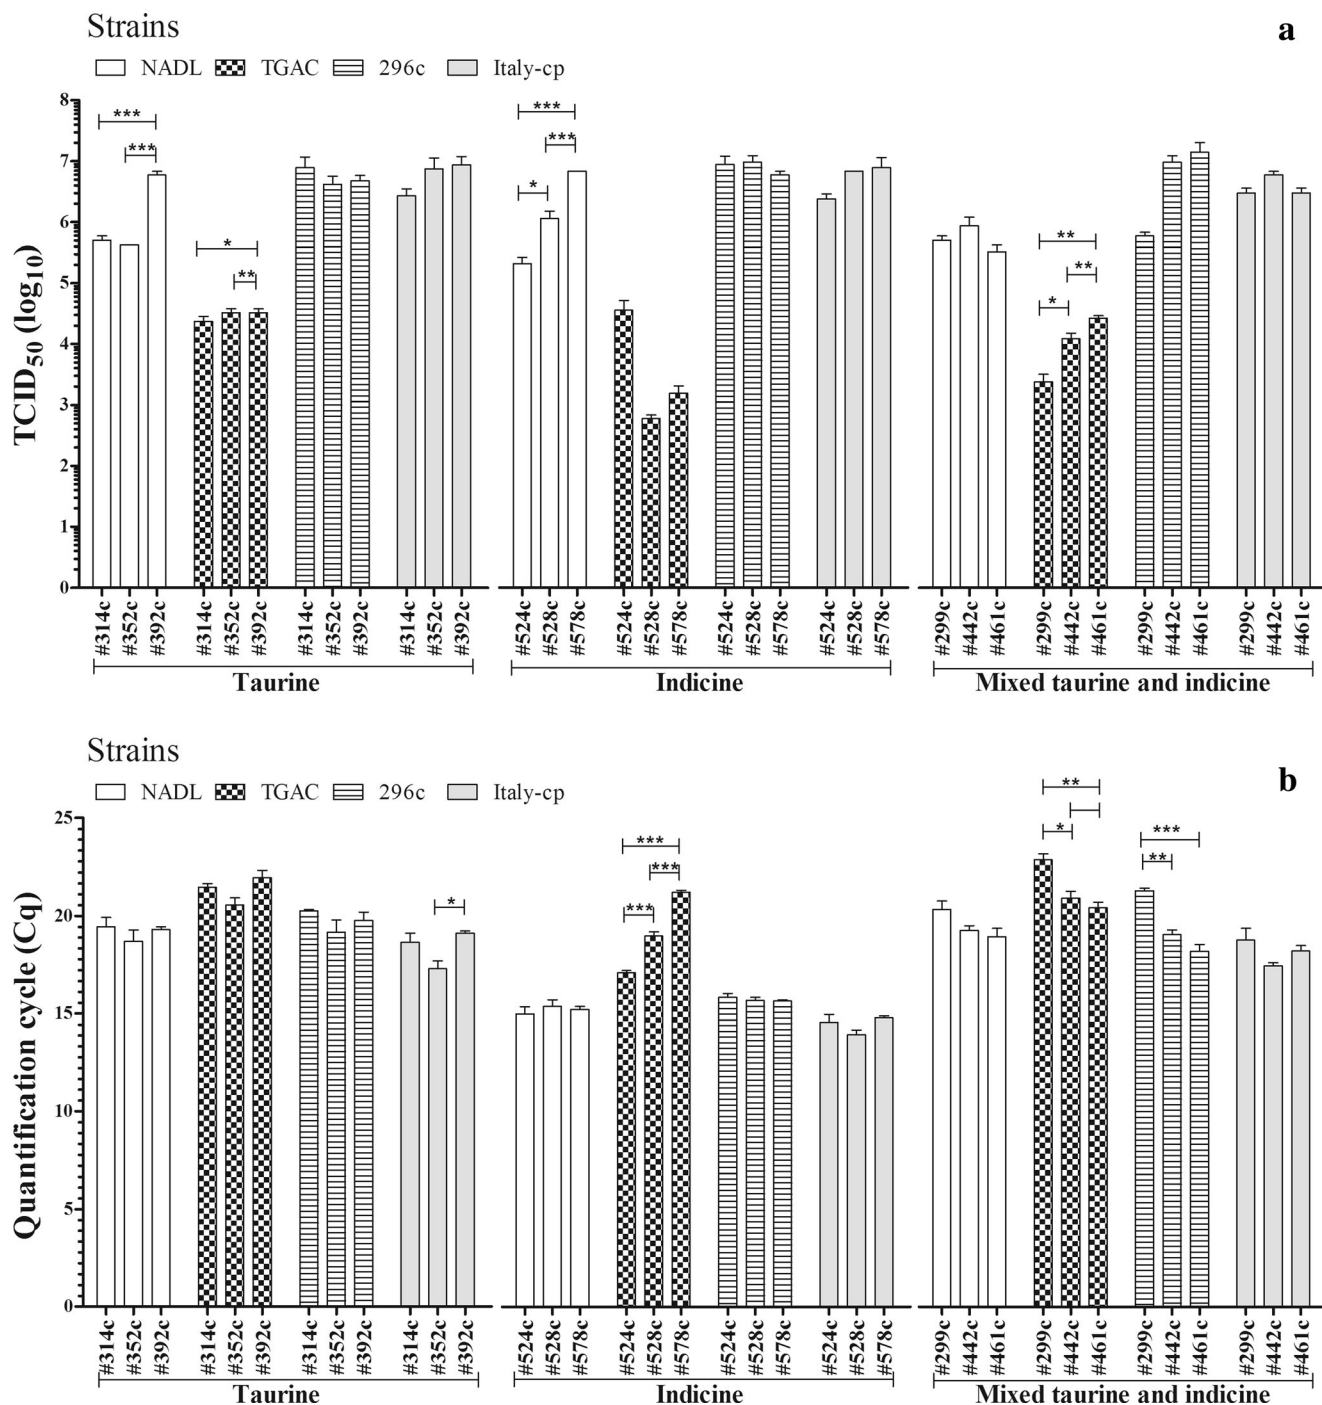 Strains
a
NADL TGAC 296c Italy-cp
TCID50 (log10)
8
7
6
5
4
3
2
1
0
*** *** * ** *** *** * ** ** *
#314c #352c #392c #314c #352c #392c #314c #352c #392c #314c #352c #392c #524c #528c #578c #524c #528c #578c #524c #528c #578c #524c #528c #578c #299c #442c #461c #299c #442c #461c #299c #442c #461c #299c #442c #461c
Taurine Indicine Mixed taurine and indicine
Strains
b
NADL TGAC 296c Italy-cp
Quantification cycle (Cq)
25
20
15
10
5
0
* *** *** *** ** * *** **
#314c #352c #392c #314c #352c #392c #314c #352c #392c #314c #352c #392c #524c #528c #578c #524c #528c #578c #524c #528c #578c #524c #528c #578c #299c #442c #461c #299c #442c #461c #299c #442c #461c #299c #442c #461c
Taurine Indicine Mixed taurine and indicine